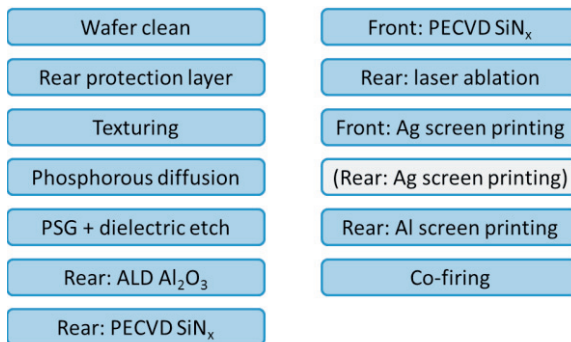 Wafer clean
Rear protection layer
Texturing
Phosphorous diffusion
PSG + dielectric etch
Rear: ALD Al₂O₃
Rear: PECVD SiNₓ
Front: PECVD SiNₓ
Rear: laser ablation
Front: Ag screen printing
(Rear: Ag screen printing)
Rear: Al screen printing
Co-firing